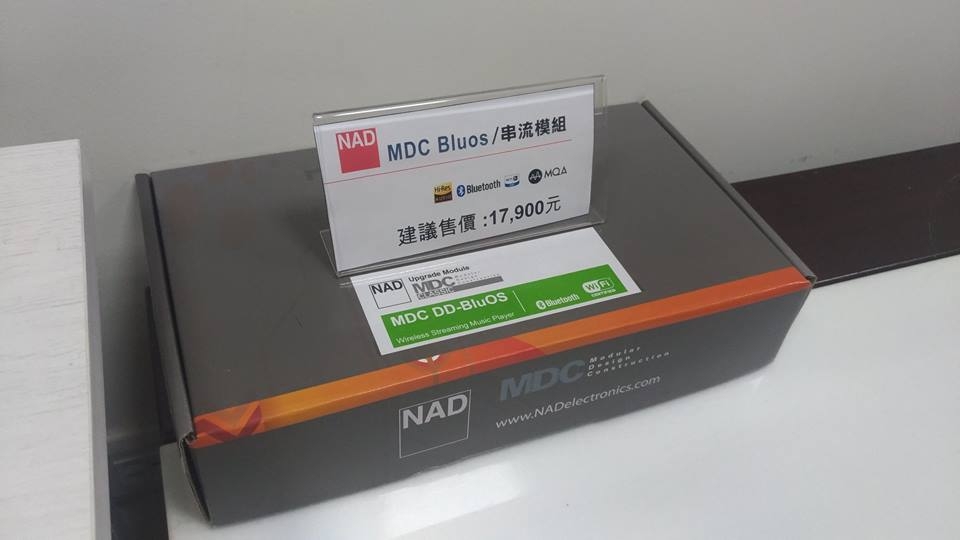 NAD
MDC Bluos/串流模組
Hi-Res
AUDIO
Bluetooth
MQA
建議售價:17,900元
NAD
Upgrade Module
MDC
CLASSIC
MDC DD-BluOS
Wireless Streaming Music Player
Bluetooth
WiFi
CERTIFIED
NAD
MDC
Modular
Design
Construction
www.NADelectronics.com